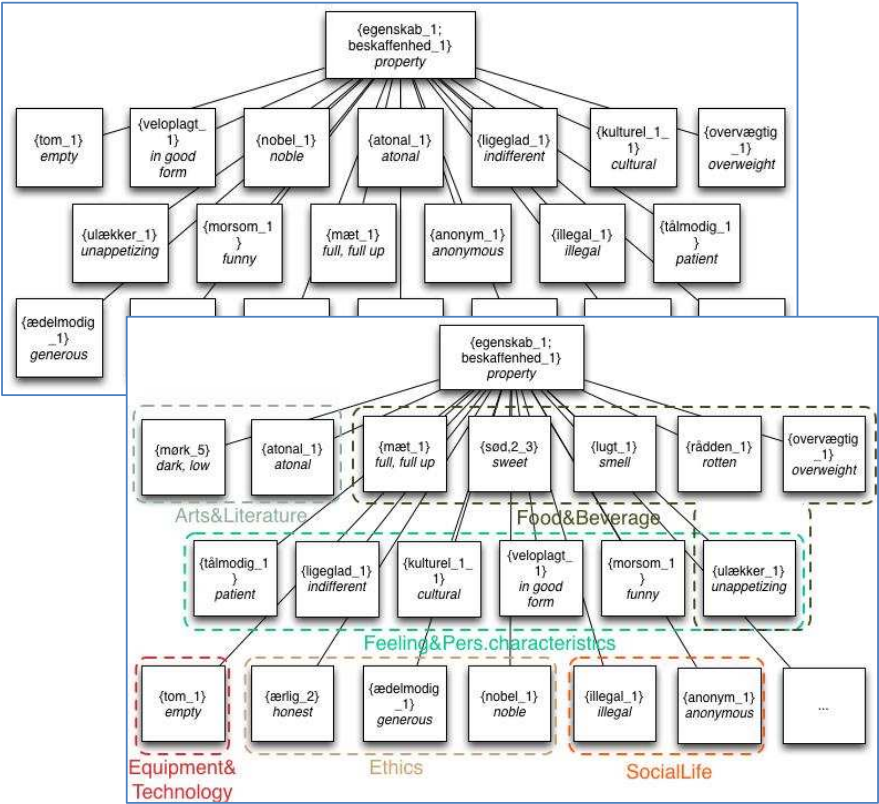 {egenskab_1;
beskaffenhed_1}
property
{tom_1}
empty
{veloplagt_
1}
in good
form
{nobel_1}
noble
{atonal_1}
atonal
{ligeglad_1}
indifferent
{kulturel_1_
1}
cultural
{overvægtig
_1}
overweight
{ulækker_1}
unappetizing
{morsom_1
}
funny
{mæt_1}
full, full up
{anonym_1}
anonymous
{illegal_1}
illegal
{tålmodig_1
}
patient
{ædelmodig
_1}
generous
{egenskab_1;
beskaffenhed_1}
property
{mørk_5}
dark, low
{atonal_1}
atonal
{mæt_1}
full, full up
{sød,2_3}
sweet
{lugt_1}
smell
{rådden_1}
rotten
{overvægtig
_1}
overweight
Arts&Literature
Food&Beverage
{tålmodig_1
}
patient
{ligeglad_1}
indifferent
{kulturel_1_
1}
cultural
{veloplagt_
1}
in good
form
{morsom_1
}
funny
{ulækker_1}
unappetizing
Feeling&Pers.characteristics
{tom_1}
empty
{ærlig_2}
honest
{ædelmodig
_1}
generous
{nobel_1}
noble
{illegal_1}
illegal
{anonym_1}
anonymous
...
Equipment&
Technology
Ethics
SocialLife